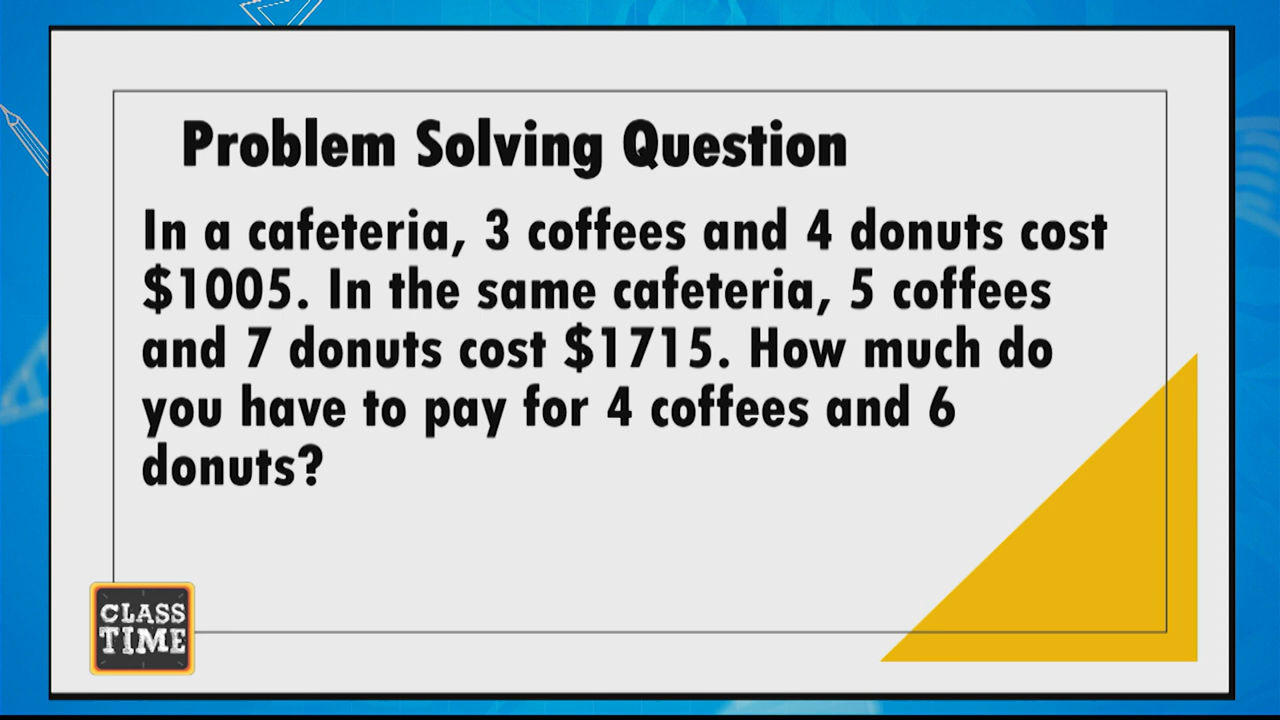 Problem Solving Question
In a cafeteria, 3 coffees and 4 donuts cost
$1005. In the same cafeteria, 5 coffees
and 7 donuts cost $1715. How much do
you have to pay for 4 coffees and 6
donuts?
CLASS
TIME